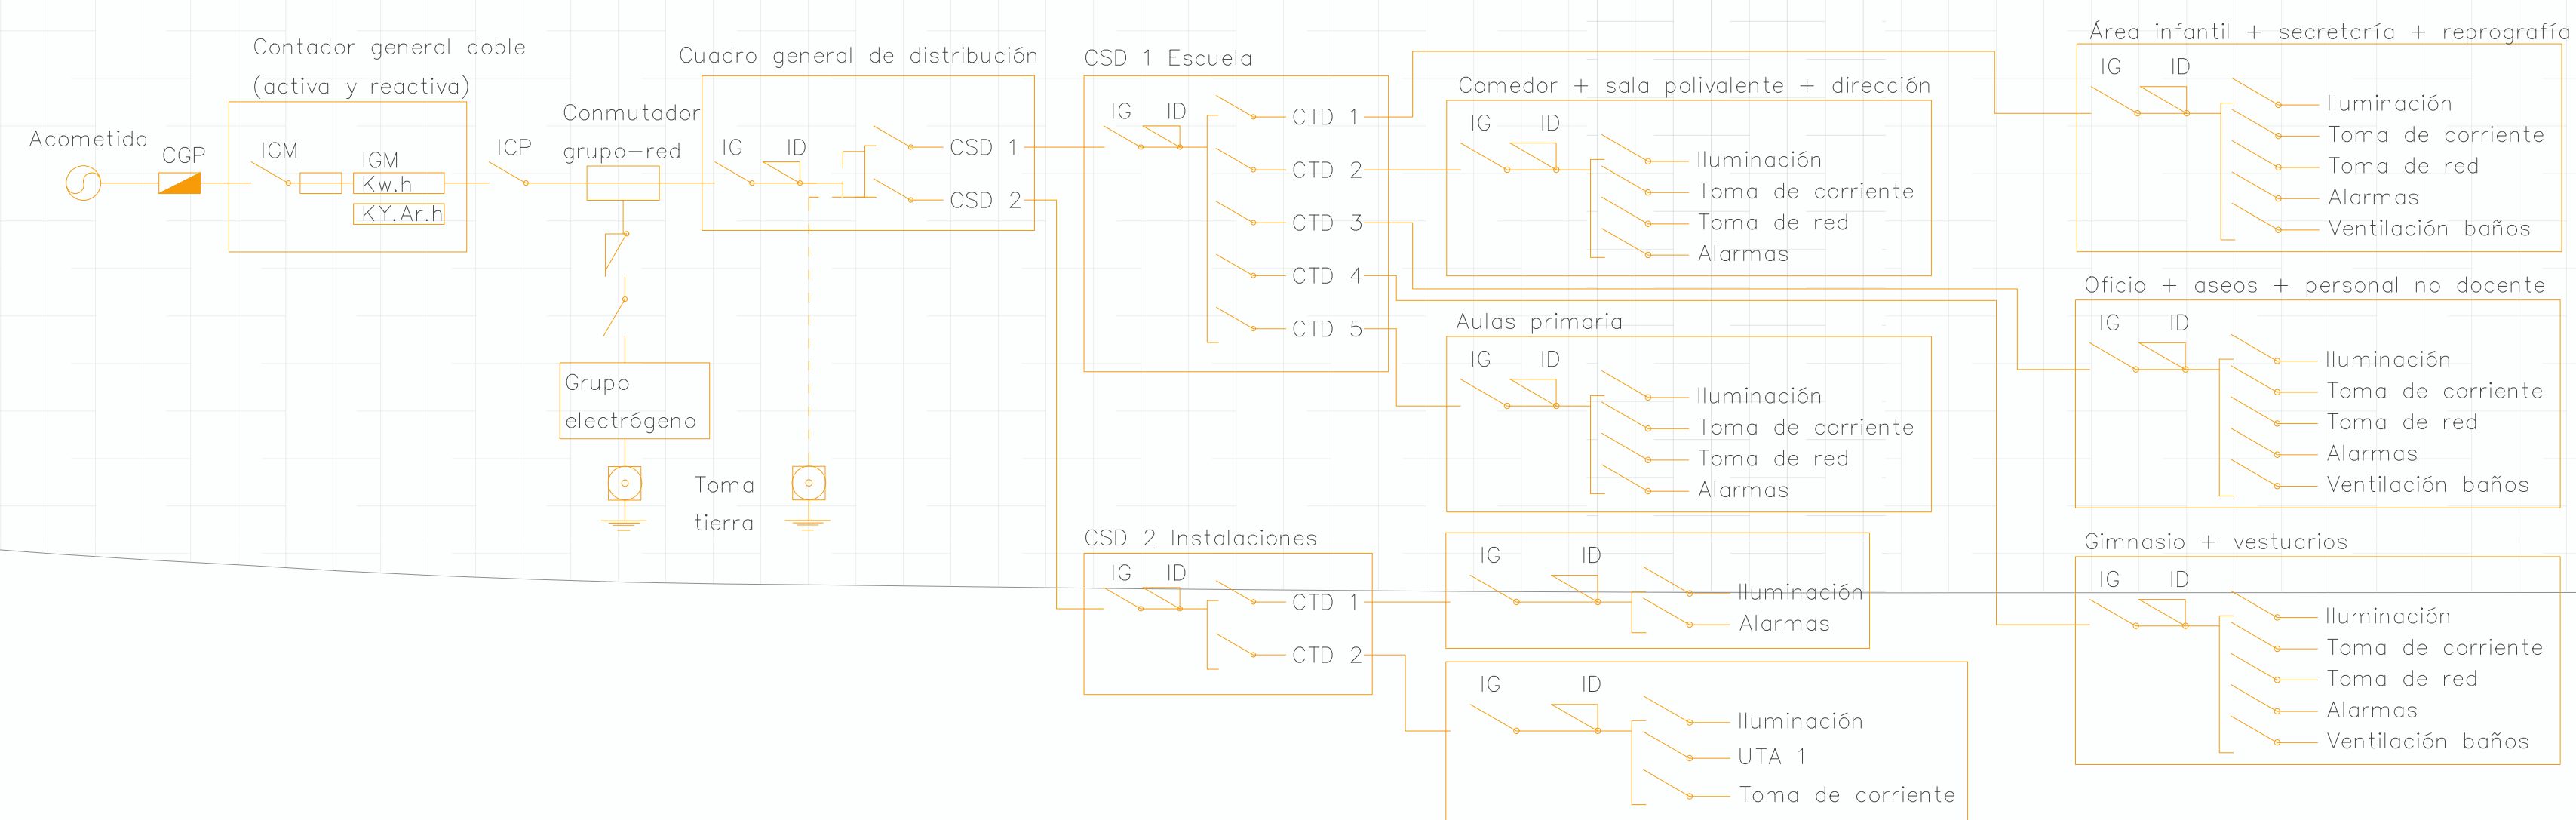 Acometida
CGP
Contador general doble
(activa y reactiva)
IGM
IGM
Kw.h
KY.Ar.h
ICP
Conmutador
grupo-red
Grupo
electrógeno
Toma
tierra
Cuadro general de distribución
IG
ID
CSD 1
CSD 2
CSD 1 Escuela
IG
ID
CTD 1
CTD 2
CTD 3
CTD 4
CTD 5
CSD 2 Instalaciones
IG
ID
CTD 1
CTD 2
Comedor + sala polivalente + dirección
IG
ID
Iluminación
Toma de corriente
Toma de red
Alarmas
Aulas primaria
IG
ID
Iluminación
Toma de corriente
Toma de red
Alarmas
IG
ID
Iluminación
Alarmas
IG
ID
Iluminación
UTA 1
Toma de corriente
Área infantil + secretaría + reprografía
IG
ID
Iluminación
Toma de corriente
Toma de red
Alarmas
Ventilación baños
Oficio + aseos + personal no docente
IG
ID
Iluminación
Toma de corriente
Toma de red
Alarmas
Ventilación baños
Gimnasio + vestuarios
IG
ID
Iluminación
Toma de corriente
Toma de red
Alarmas
Ventilación baños